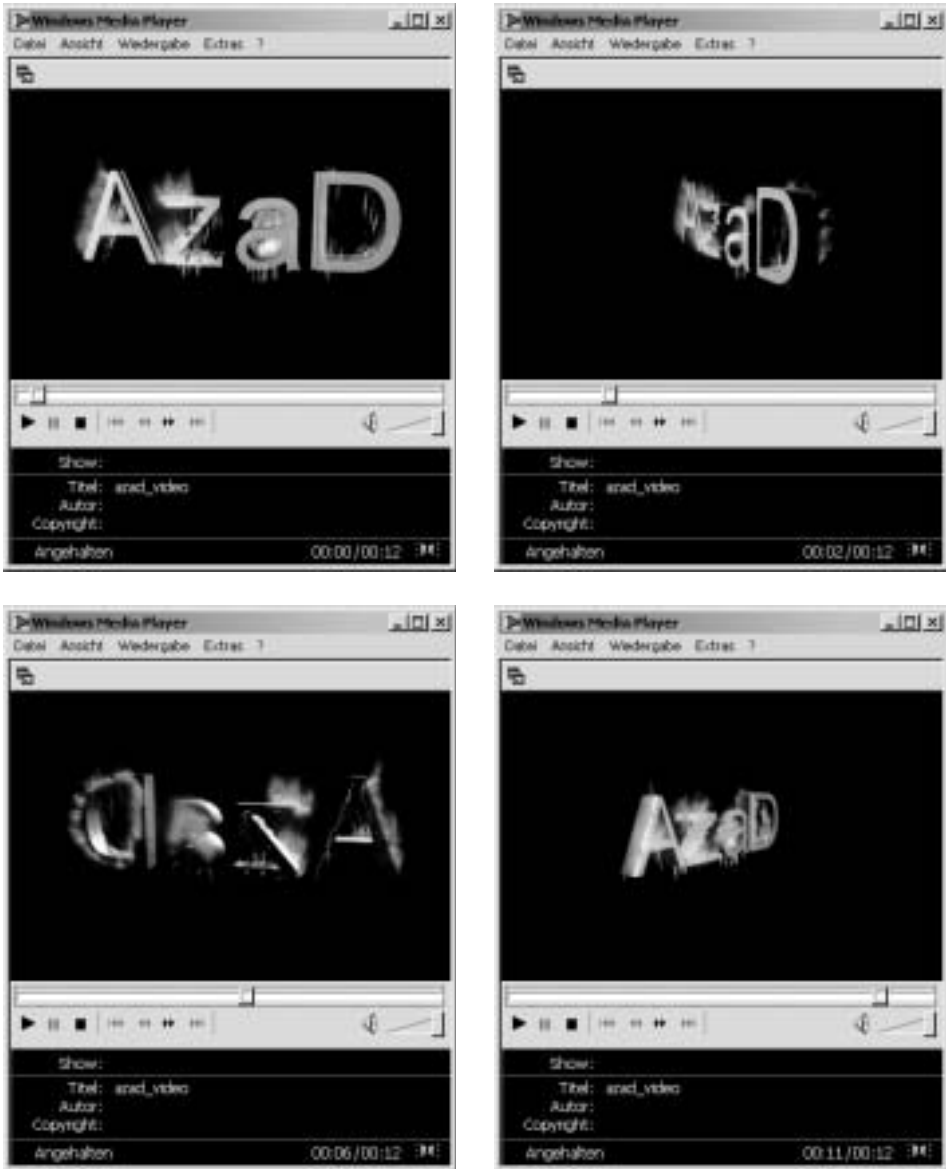 Windows Media Player
Datei Ansicht Wiedergabe Extras ?
AzaD
Show:
Titel: azad_video
Autor:
Copyright:
Angehalten 00:00/00:12
Windows Media Player
Datei Ansicht Wiedergabe Extras ?
AzaD
Show:
Titel: azad_video
Autor:
Copyright:
Angehalten 00:02/00:12
Windows Media Player
Datei Ansicht Wiedergabe Extras ?
AzaD
Show:
Titel: azad_video
Autor:
Copyright:
Angehalten 00:06/00:12
Windows Media Player
Datei Ansicht Wiedergabe Extras ?
AzaD
Show:
Titel: azad_video
Autor:
Copyright:
Angehalten 00:11/00:12